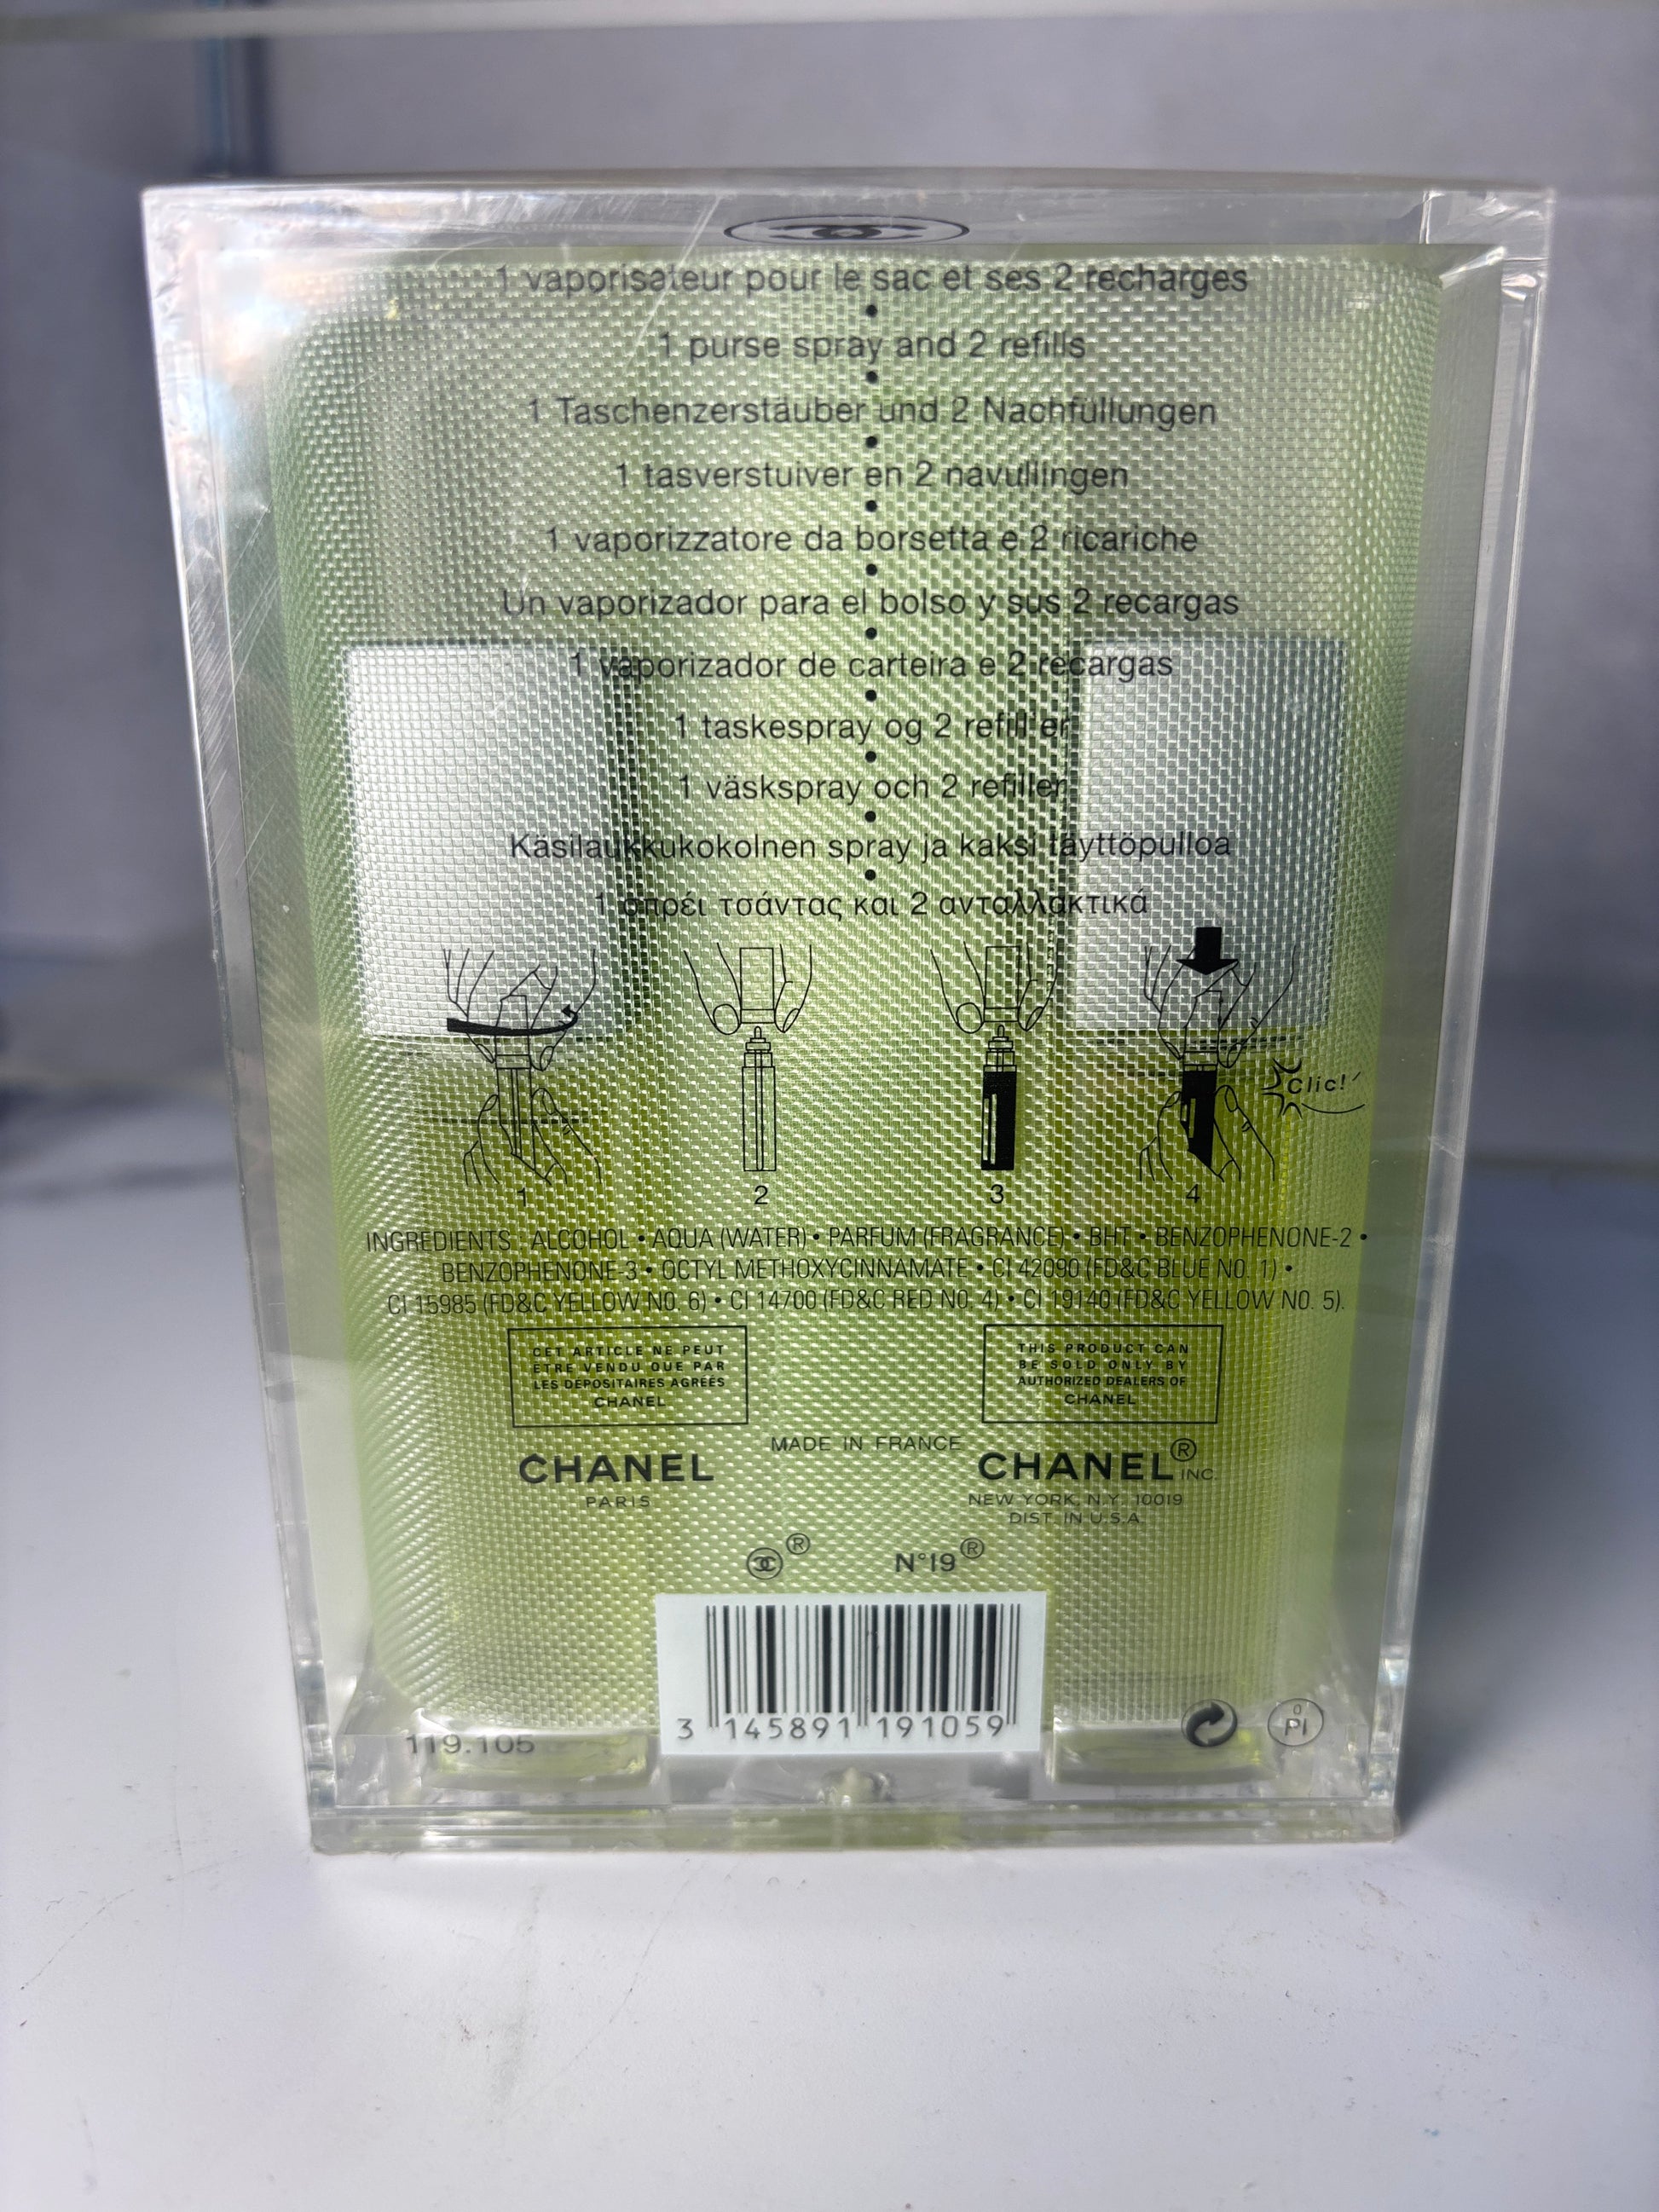 1 vaporisateur pour le sac et ses 2 recharges
•
1 purse spray and 2 refills
•
1 Taschenzerstäuber und 2 Nachfüllungen
•
1 tasverstuiver en 2 navullingen
•
1 vaporizzatore da borsetta e 2 ricariche
•
Un vaporizador para el bolso y sus 2 recargas
•
1 vaporizador de carteira e 2 recargas
•
1 taskespray og 2 refill'er
•
1 väskspray och 2 refiller
•
Käsilaukkukokolnen spray ja kaksi täyttöpulloa
•
1 σπρέι τσάντας και 2 ανταλλακτικά
Clic!
1 2 3 4
INGREDIENTS : ALCOHOL • AQUA (WATER) • PARFUM (FRAGRANCE) • BHT • BENZOPHENONE-2 •
BENZOPHENONE-3 • OCTYL METHOXYCINNAMATE • CI 42090 (FD&C BLUE NO. 1) •
CI 15985 (FD&C YELLOW NO. 6) • CI 14700 (FD&C RED NO. 4) • CI 19140 (FD&C YELLOW NO. 5).
CET ARTICLE NE PEUT
ETRE VENDU QUE PAR
LES DEPOSITAIRES AGRÉÉS
CHANEL
THIS PRODUCT CAN
BE SOLD ONLY BY
AUTHORIZED DEALERS OF
CHANEL
MADE IN FRANCE
CHANEL
PARIS
CHANEL® INC.
NEW YORK, N.Y. 10019
DIST. IN U.S.A.
® N°19®
3 145891 191059
119.105
0
PI